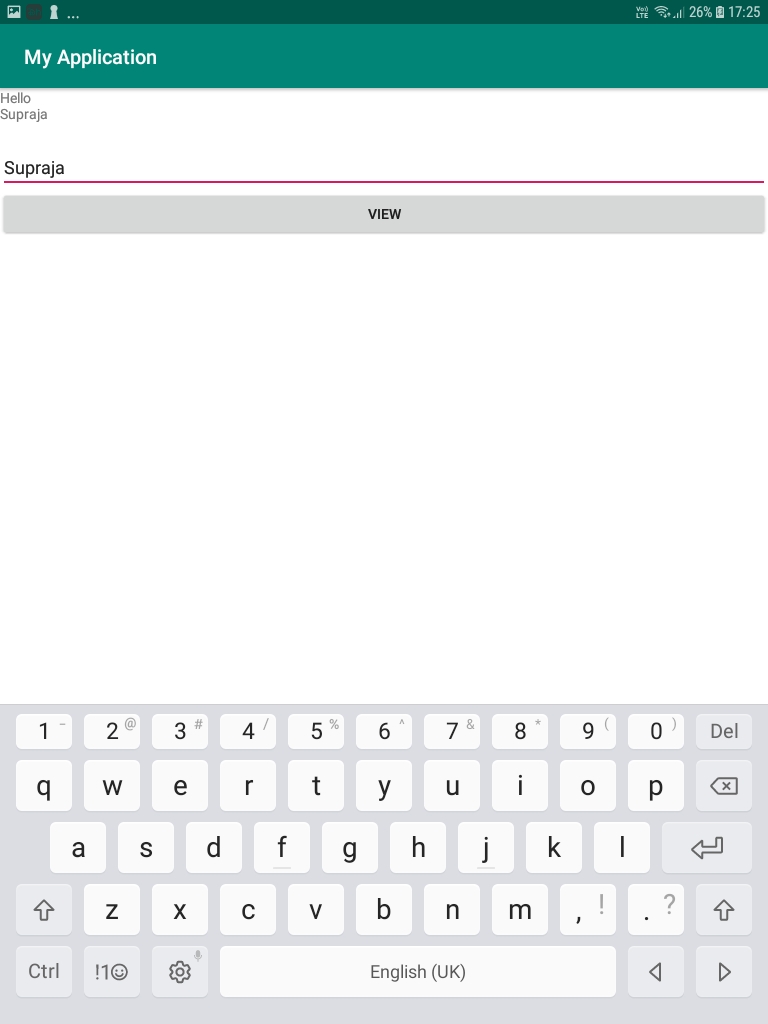 ... Vo)) LTE 26% 17:25
My Application
Hello
Supraja
Supraja
VIEW
1 − 2 @ 3 # 4 / 5 % 6 ^ 7 & 8 * 9 ( 0 ) Del
q w e r t y u i o p
a s d f g h j k l
z x c v b n m , ! . ?
Ctrl !1☺ English (UK)